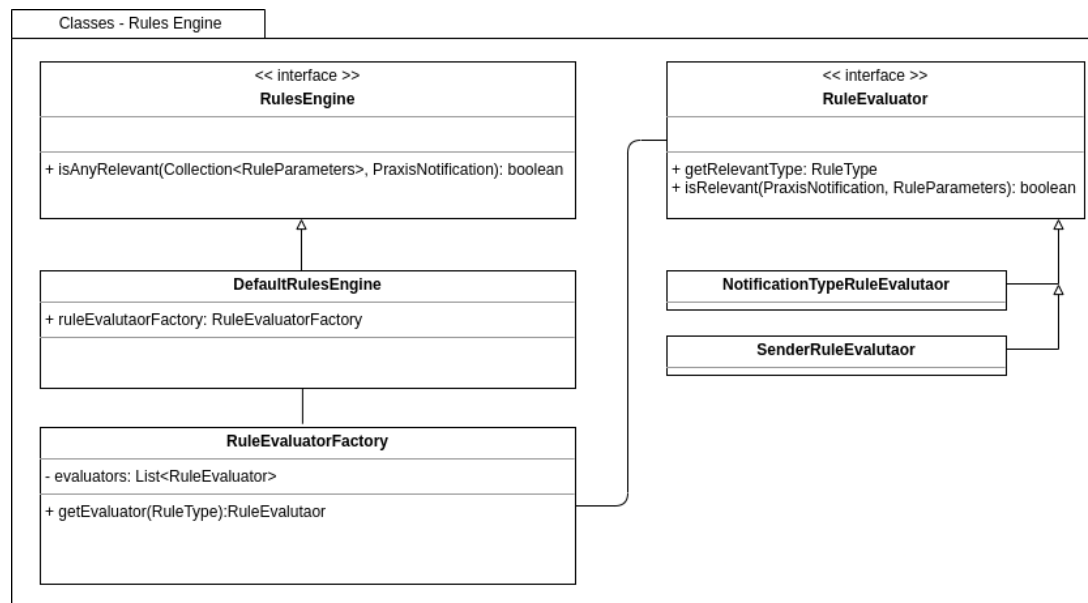 Classes - Rules Engine
<< interface >>
RulesEngine
+ isAnyRelevant(Collection<RuleParameters>, PraxisNotification): boolean
DefaultRulesEngine
+ ruleEvalutaorFactory: RuleEvaluatorFactory
RuleEvaluatorFactory
- evaluators: List<RuleEvaluator>
+ getEvaluator(RuleType):RuleEvalutaor
<< interface >>
RuleEvaluator
+ getRelevantType: RuleType
+ isRelevant(PraxisNotification, RuleParameters): boolean
NotificationTypeRuleEvalutaor
SenderRuleEvalutaor